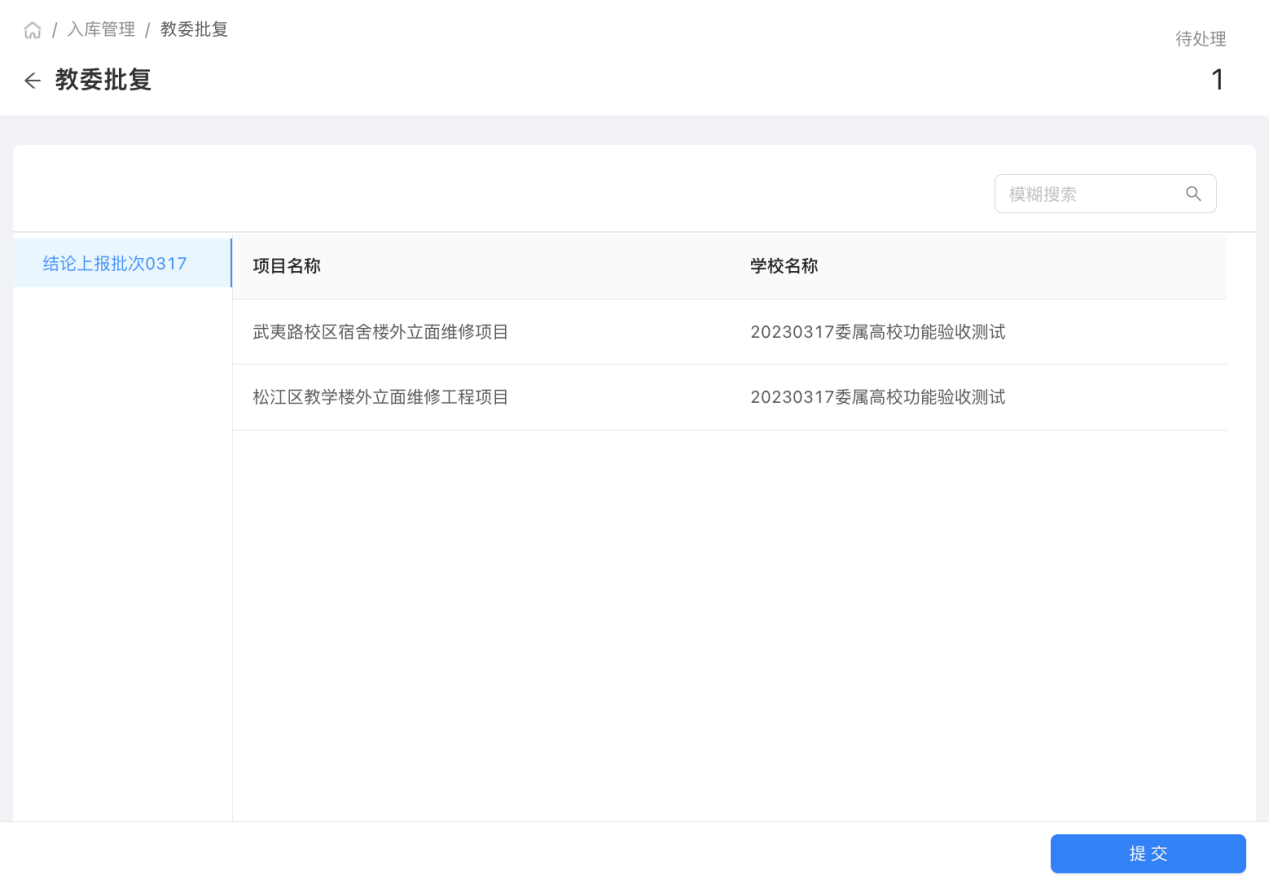 / 入库管理 / 教委批复
待处理
教委批复
1
模糊搜索
结论上报批次0317
项目名称 学校名称
武夷路校区宿舍楼外立面维修项目 20230317委属高校功能验收测试
松江区教学楼外立面维修工程项目 20230317委属高校功能验收测试
提交